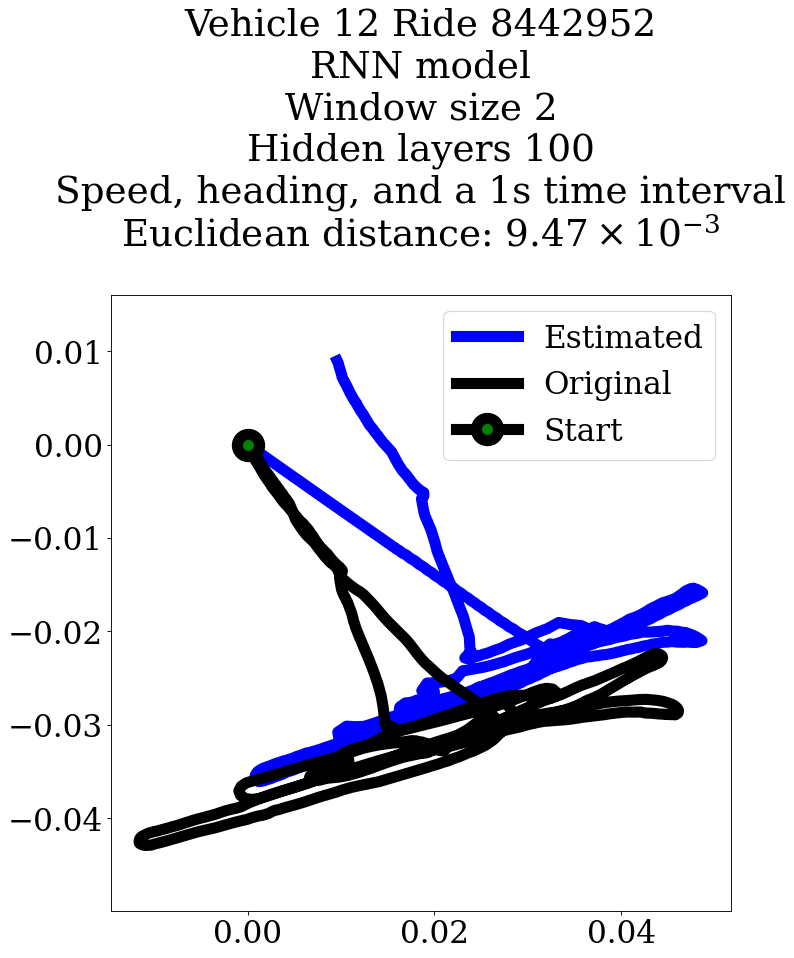 Vehicle 12 Ride 8442952
RNN model
Window size 2
Hidden layers 100
Speed, heading, and a 1s time interval
Euclidean distance: 9.47 × 10⁻³
Estimated
Original
Start
0.01
0.00
−0.01
−0.02
−0.03
−0.04
0.00 0.02 0.04